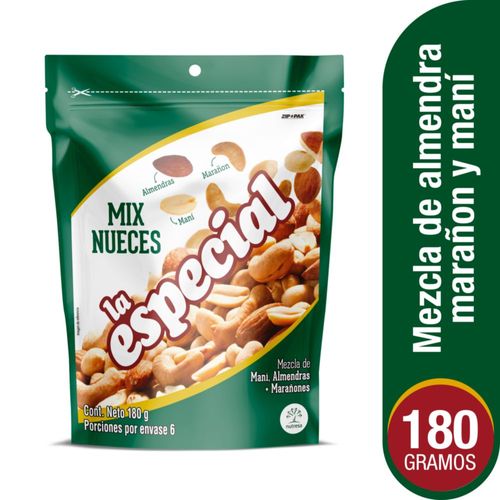 ZIP-PAK
Almendras
Marañon
Maní
MIX
NUECES
la
especial
Mezcla de
Maní, Almendras
• Marañones
Cont. Neto 180 g
Porciones por envase 6
nutresa
Mezcla de almendra
marañon y maní
180
GRAMOS